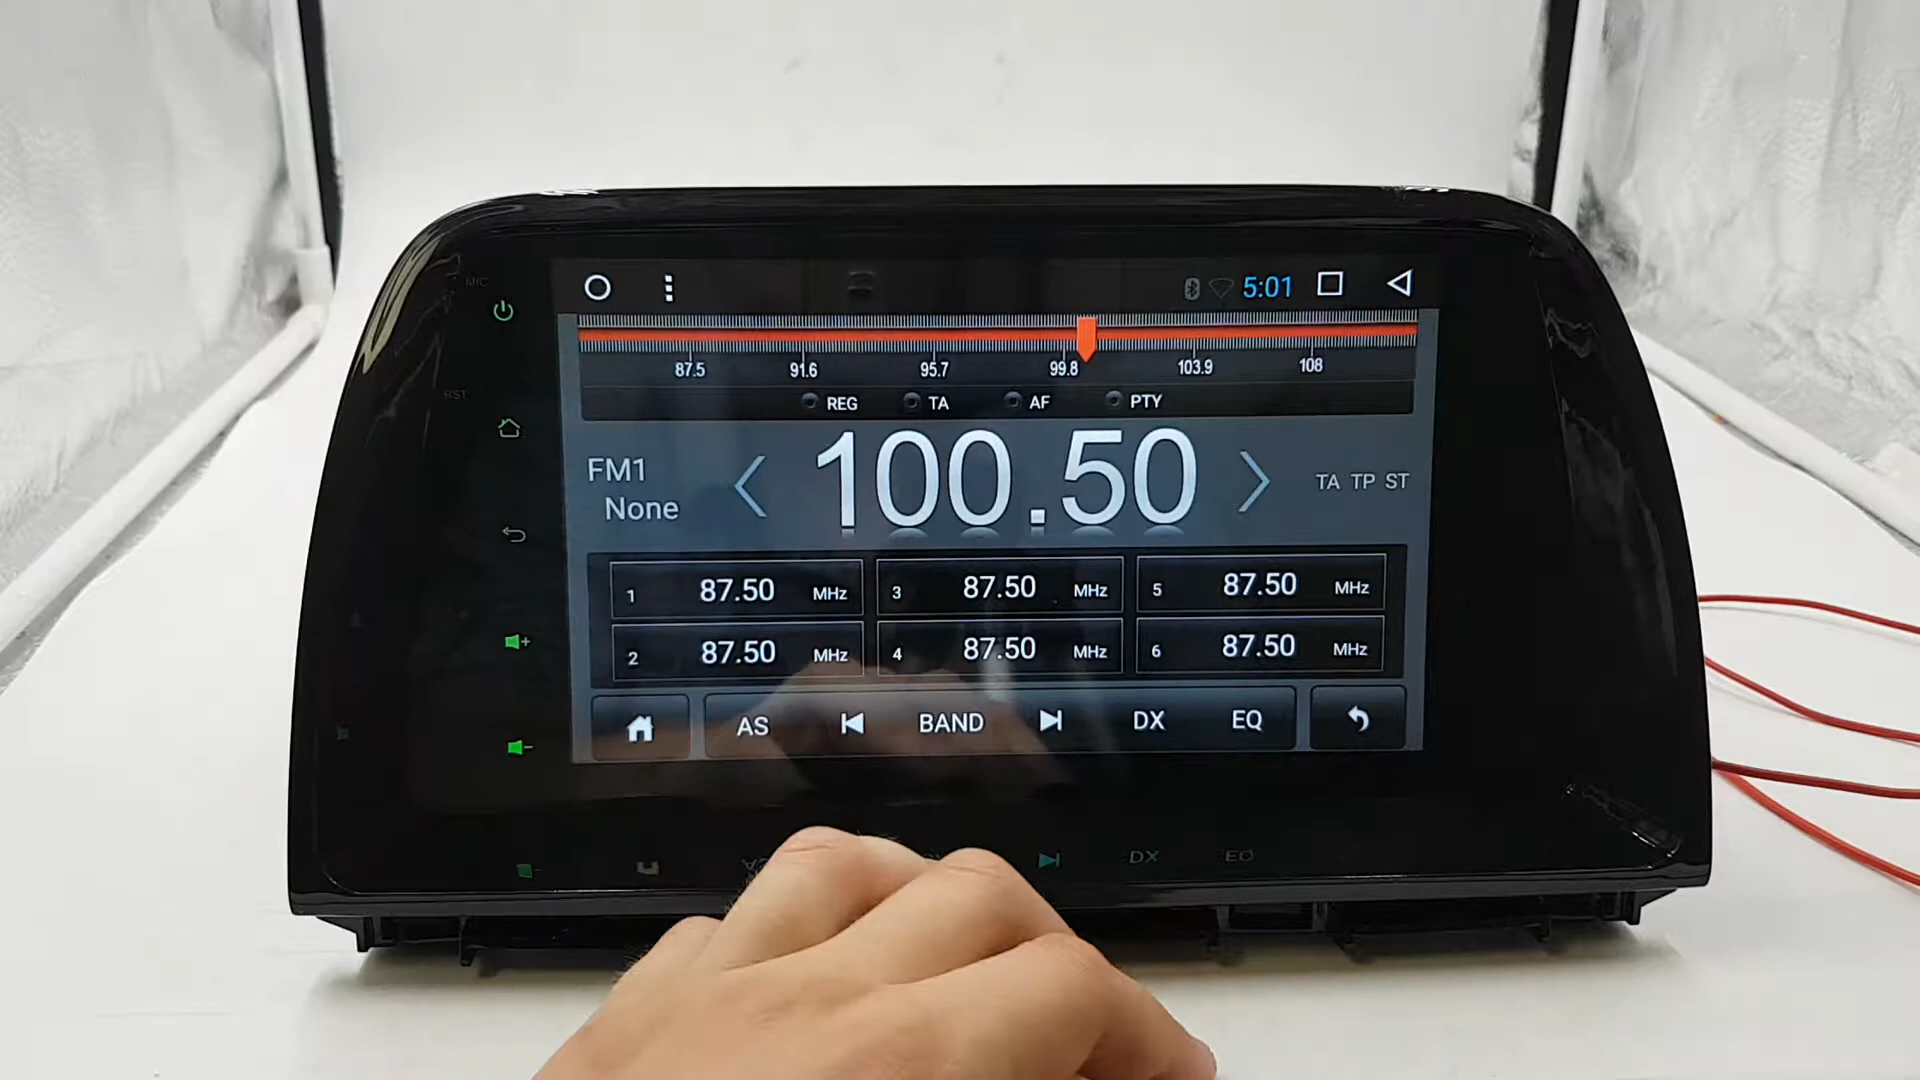 MIC
5:01
87.5 91.6 95.7 99.8 103.9 108
RST
REG TA AF PTY
FM1
None
100.50
TA TP ST
1 87.50 MHz 3 87.50 MHz 5 87.50 MHz
2 87.50 MHz 4 87.50 MHz 6 87.50 MHz
AS BAND DX EQ
DX EQ